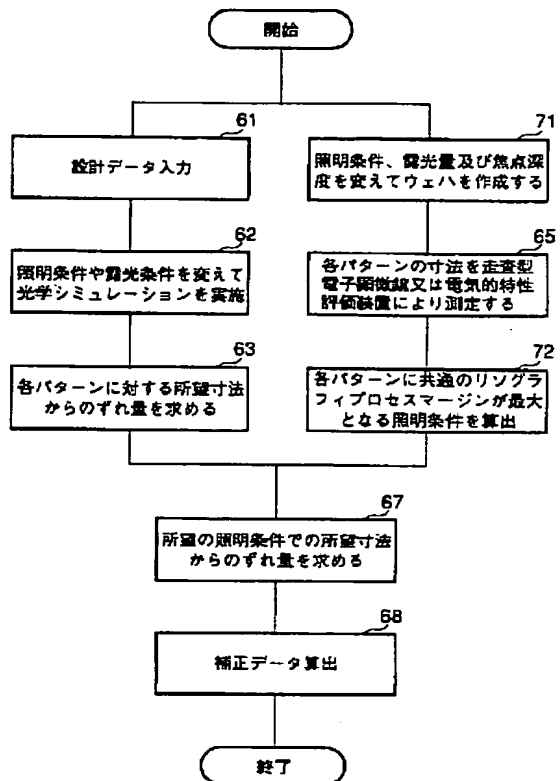 開始
61
設計データ入力
62
照明条件や露光条件を変えて
光学シミュレーションを実施
63
各パターンに対する所望寸法
からのずれ量を求める
71
照明条件、露光量及び焦点深
度を変えてウェハを作成する
65
各パターンの寸法を走査型
電子顕微鏡又は電気的特性
評価装置により測定する
72
各パターンに共通のリソグラ
フィプロセスマージンが最大
となる照明条件を算出
67
所望の照明条件での所望寸法
からのずれ量を求める
68
補正データ算出
終了